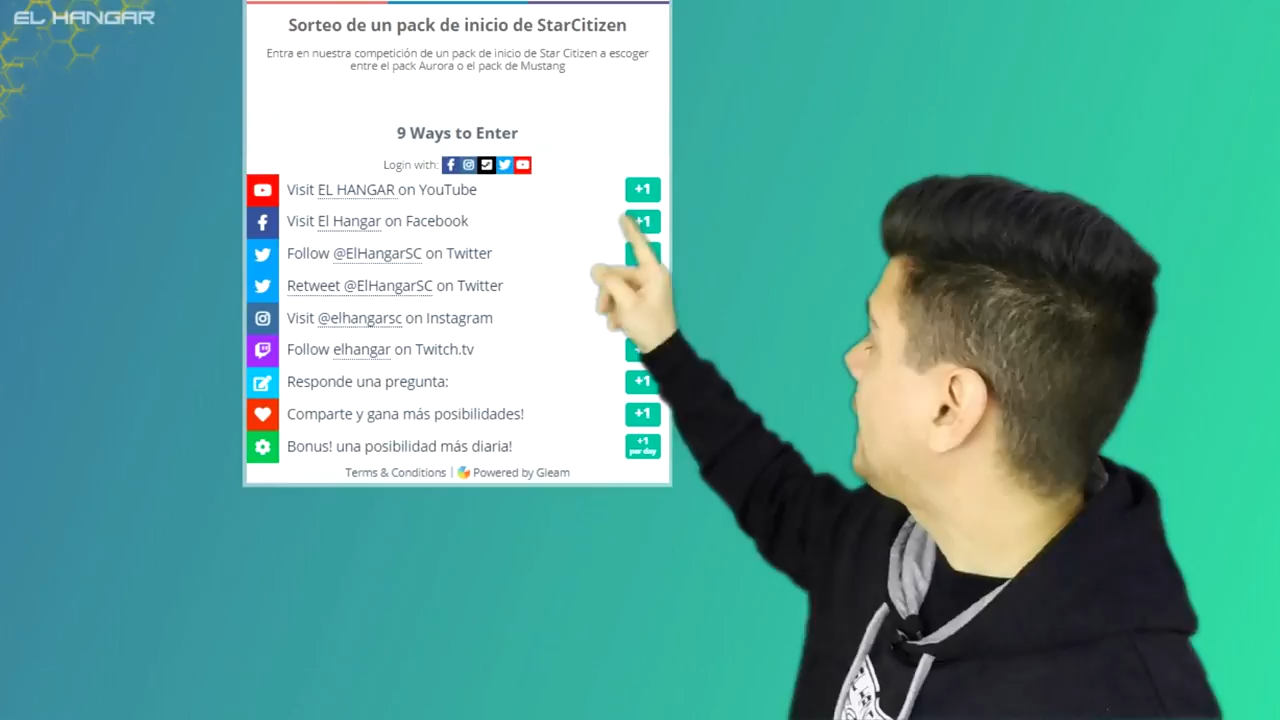 EL HANGAR
Sorteo de un pack de inicio de StarCitizen
Entra en nuestra competición de un pack de inicio de Star Citizen a escoger
entre el pack Aurora o el pack de Mustang
9 Ways to Enter
Login with:
Visit EL HANGAR on YouTube +1
Visit El Hangar on Facebook +1
Follow @ElHangarSC on Twitter
Retweet @ElHangarSC on Twitter
Visit @elhangarsc on Instagram
Follow elhangar on Twitch.tv
Responde una pregunta: +1
Comparte y gana más posibilidades! +1
Bonus! una posibilidad más diaria! +1
per day
Terms & Conditions | Powered by Gleam